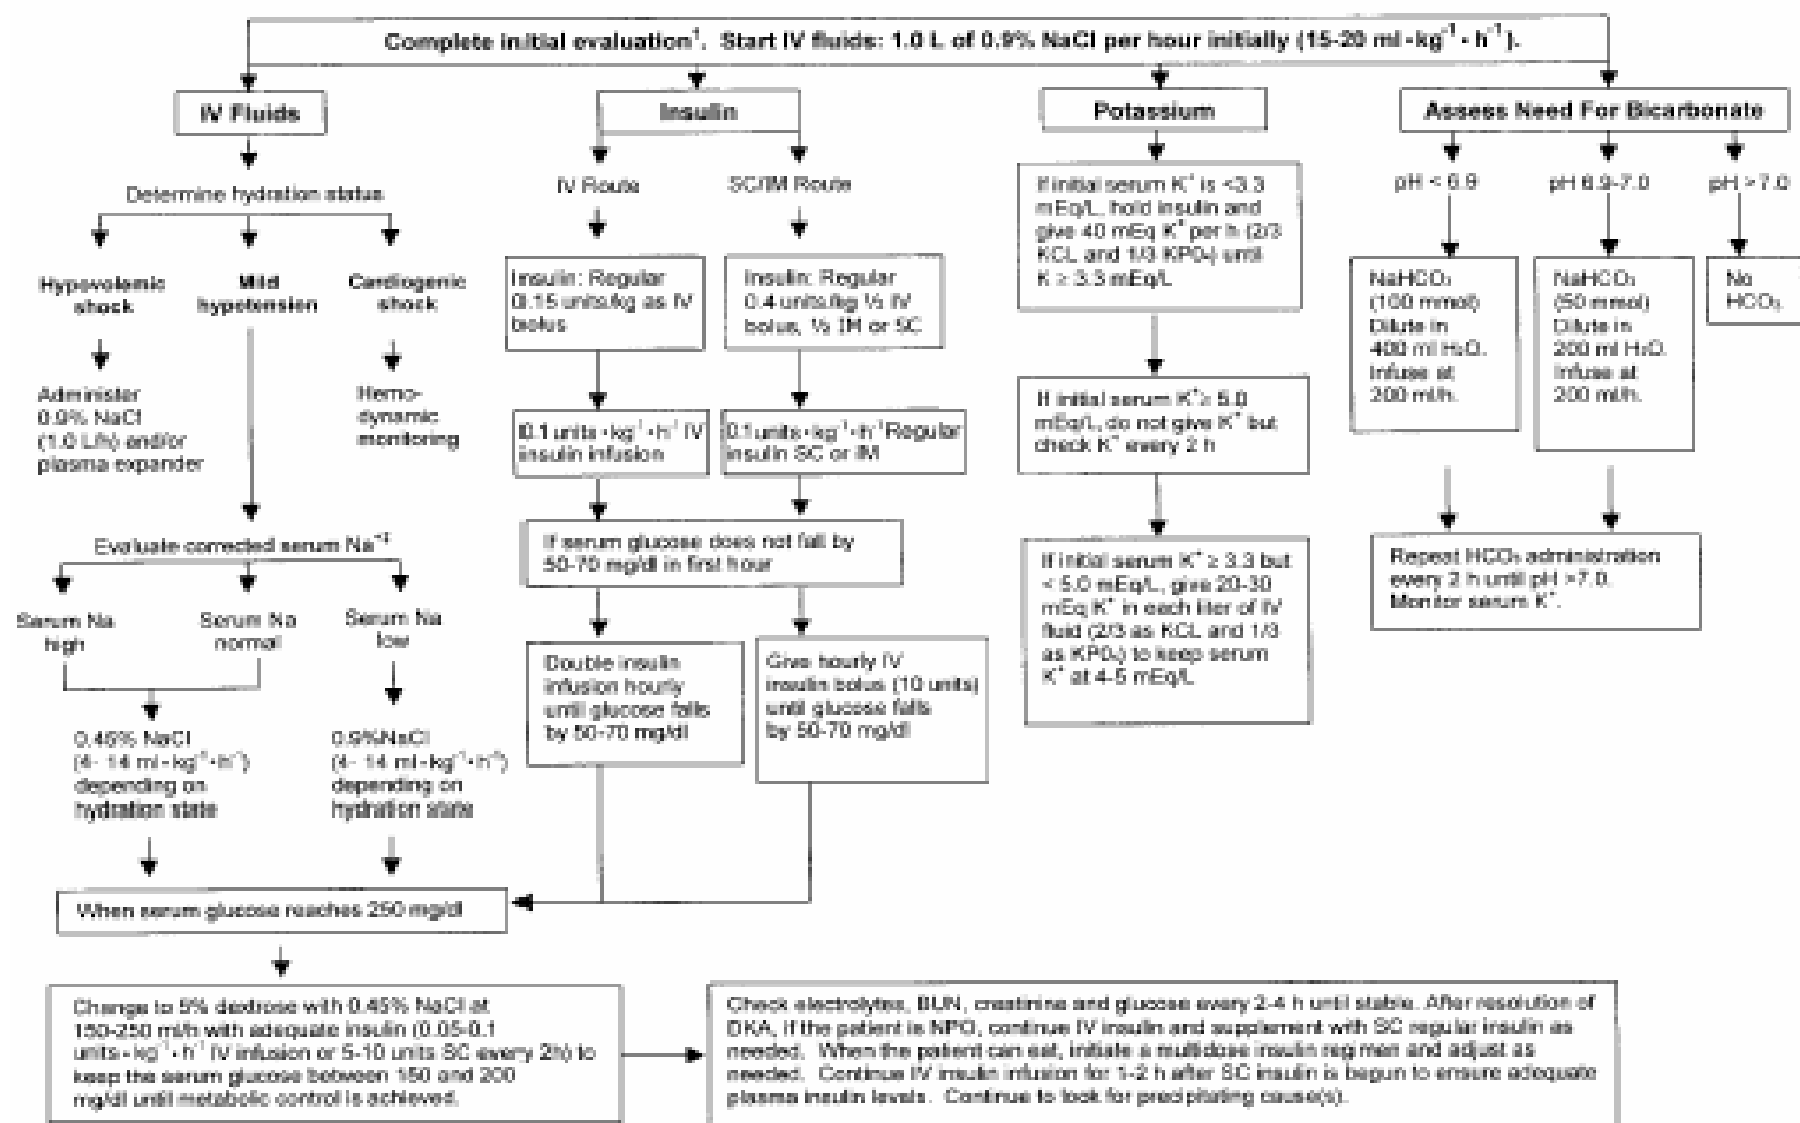 Complete initial evaluation¹. Start IV fluids: 1.0 L of 0.9% NaCl per hour initially (15-20 ml·kg⁻¹·h⁻¹).
IV Fluids
Determine hydration status
Hypovolemic
shock
Mild
hypotension
Cardiogenic
shock
Administer
0.9% NaCl
(1.0 L/h) and/or
plasma expander
Hemo-
dynamic
monitoring
Evaluate corrected serum Na⁺‡
Serum Na
high
Serum Na
normal
Serum Na
low
0.45% NaCl
(4- 14 ml·kg⁻¹·h⁻¹)
depending on
hydration state
0.9%NaCl
(4- 14 ml·kg⁻¹·h⁻¹)
depending on
hydration state
Insulin
IV Route
SC/IM Route
Insulin: Regular
0.15 units/kg as IV
bolus
Insulin: Regular
0.4 units/kg ½ IV
bolus, ½ IM or SC
0.1 units·kg⁻¹·h⁻¹ IV
insulin infusion
0.1 units·kg⁻¹·h⁻¹ Regular
insulin SC or IM
If serum glucose does not fall by
50-70 mg/dl in first hour
Double insulin
infusion hourly
until glucose falls
by 50-70 mg/dl
Give hourly IV
insulin bolus (10 units)
until glucose falls
by 50-70 mg/dl
When serum glucose reaches 250 mg/dl
Change to 5% dextrose with 0.45% NaCl at
150-250 ml/h with adequate insulin (0.05-0.1
units·kg⁻¹·h⁻¹ IV infusion or 5-10 units SC every 2h) to
keep the serum glucose between 150 and 200
mg/dl until metabolic control is achieved.
Potassium
If initial serum K⁺ is <3.3
mEq/L, hold insulin and
give 40 mEq K⁺ per h (2/3
KCL and 1/3 KPO₄) until
K ≥ 3.3 mEq/L
If initial serum K⁺ ≥ 5.0
mEq/L, do not give K⁺ but
check K⁺ every 2 h
If initial serum K⁺ ≥ 3.3 but
< 5.0 mEq/L, give 20-30
mEq K⁺ in each liter of IV
fluid (2/3 as KCL and 1/3
as KPO₄) to keep serum
K⁺ at 4-5 mEq/L
Assess Need For Bicarbonate
pH < 6.9
pH 6.9-7.0
pH >7.0
NaHCO₃
(100 mmol)
Dilute in
400 ml H₂O.
Infuse at
200 ml/h.
NaHCO₃
(50 mmol)
Dilute in
200 ml H₂O.
Infuse at
200 ml/h.
No
HCO₃
Repeat HCO₃ administration
every 2 h until pH >7.0.
Monitor serum K⁺.
Check electrolytes, BUN, creatinine and glucose every 2-4 h until stable. After resolution of
DKA, if the patient is NPO, continue IV insulin and supplement with SC regular insulin as
needed. When the patient can eat, initiate a multidose insulin regimen and adjust as
needed. Continue IV insulin infusion for 1-2 h after SC insulin is begun to ensure adequate
plasma insulin levels. Continue to look for precipitating cause(s).